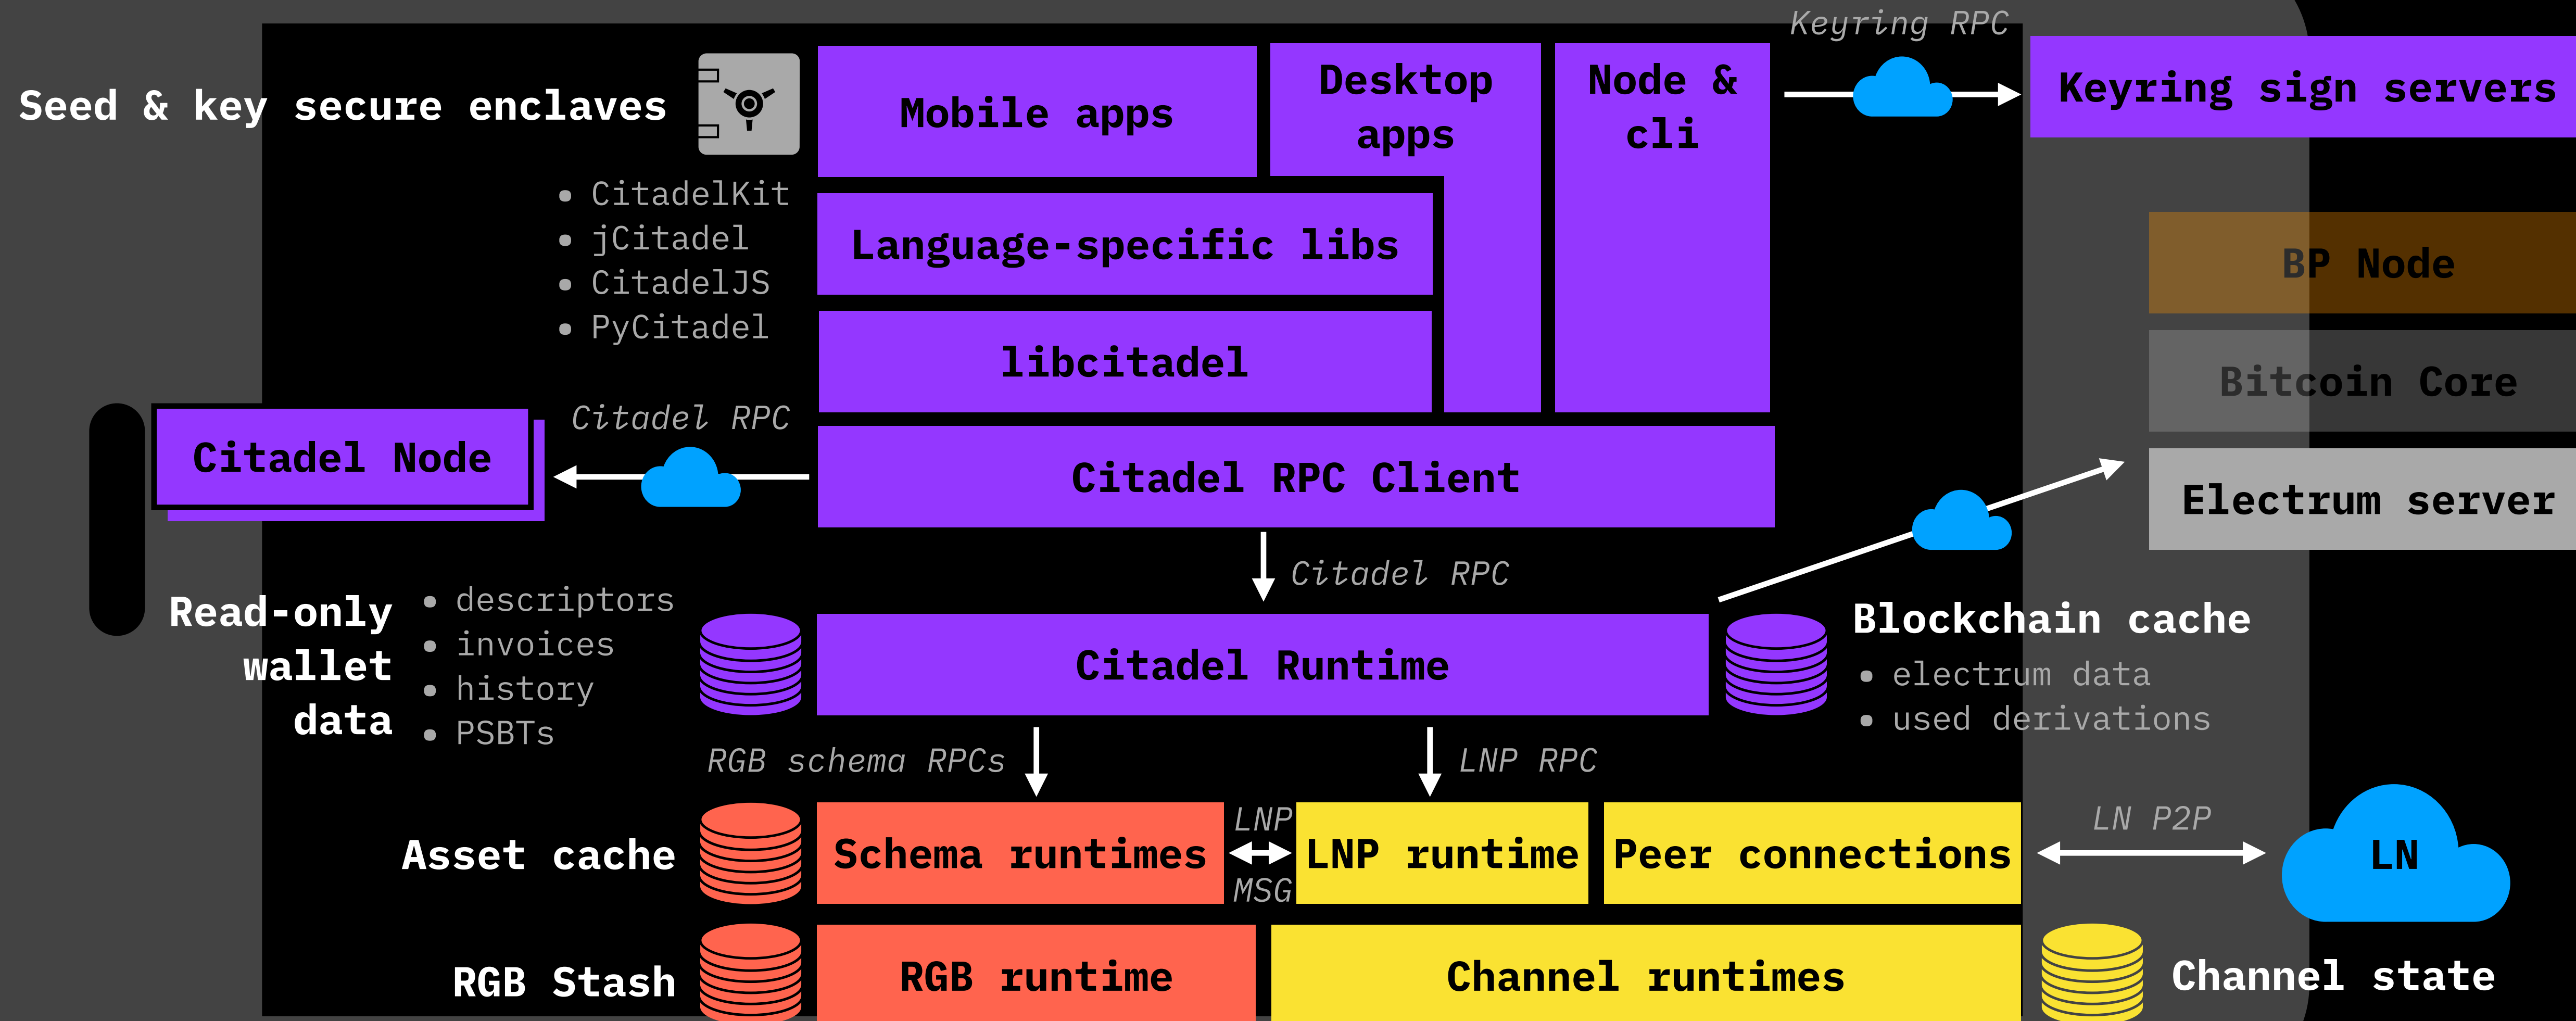 Keyring RPC
Seed & key secure enclaves
Mobile apps
Desktop
apps
Node &
cli
Keyring sign servers
• CitadelKit
• jCitadel
• CitadelJS
• PyCitadel
Language-specific libs
BP Node
libcitadel
Bitcoin Core
Citadel Node
Citadel RPC
Citadel RPC Client
Electrum server
Citadel RPC
Read-only
wallet
data
• descriptors
• invoices
• history
• PSBTs
Citadel Runtime
Blockchain cache
• electrum data
• used derivations
RGB schema RPCs
LNP RPC
Asset cache
Schema runtimes
LNP
MSG
LNP runtime
Peer connections
LN P2P
LN
RGB Stash
RGB runtime
Channel runtimes
Channel state